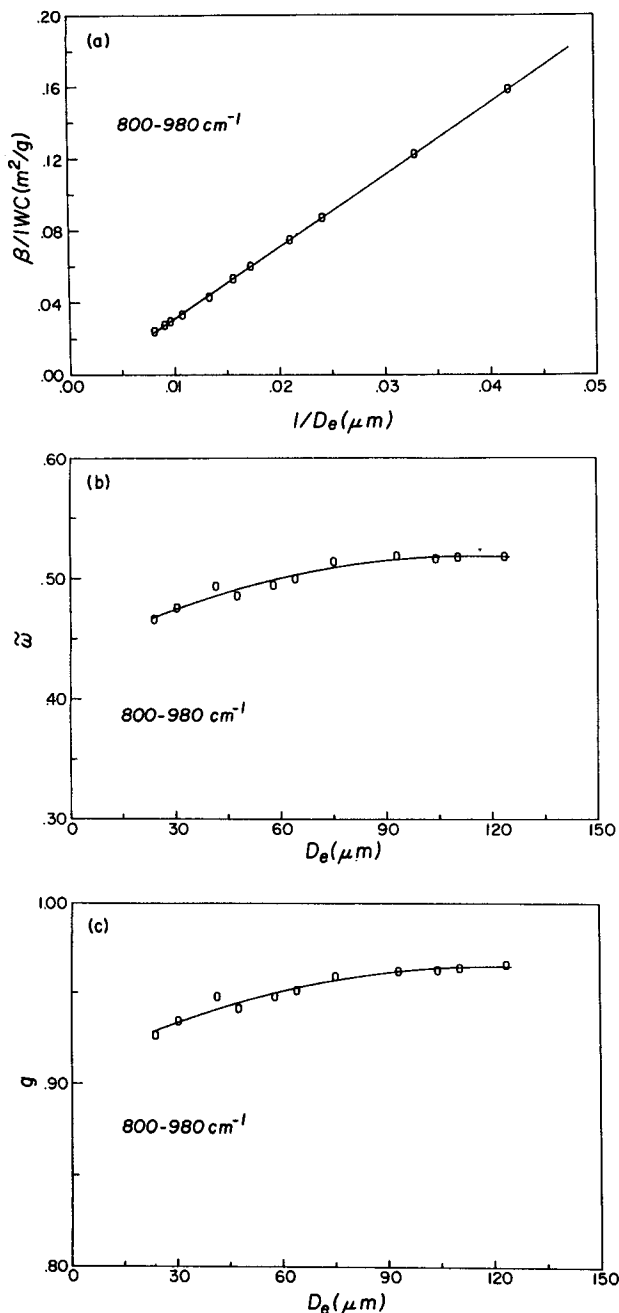 (a)
800-980 cm⁻¹
β/IWC (m²/g)
.20
.16
.12
.08
.04
.00
.00
.01
.02
.03
.04
.05
1/Dₑ(μm)
(b)
.60
.50
.40
.30
ω̃
800-980 cm⁻¹
0
30
60
90
120
150
Dₑ(μm)
(c)
1.00
.90
.80
g
800-980 cm⁻¹
0
30
60
90
120
150
Dₑ(μm)